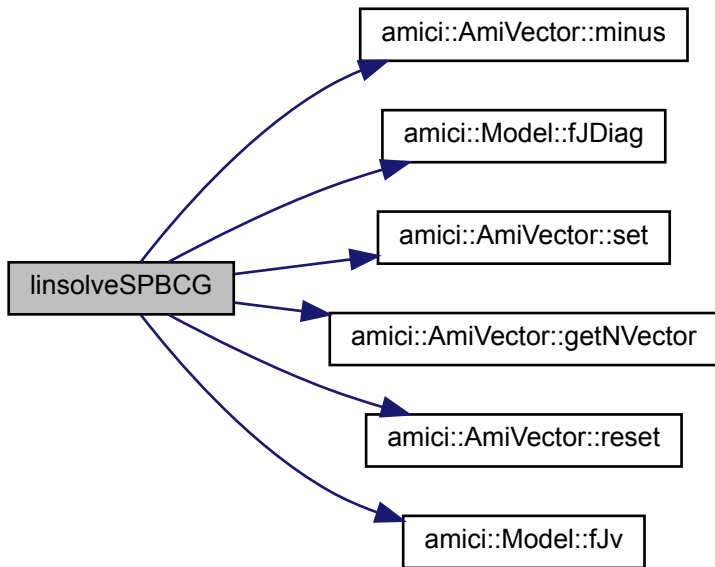 amici::AmiVector::minus
amici::Model::fJDiag
amici::AmiVector::set
linsolveSPBCG
amici::AmiVector::getNVector
amici::AmiVector::reset
amici::Model::fJv